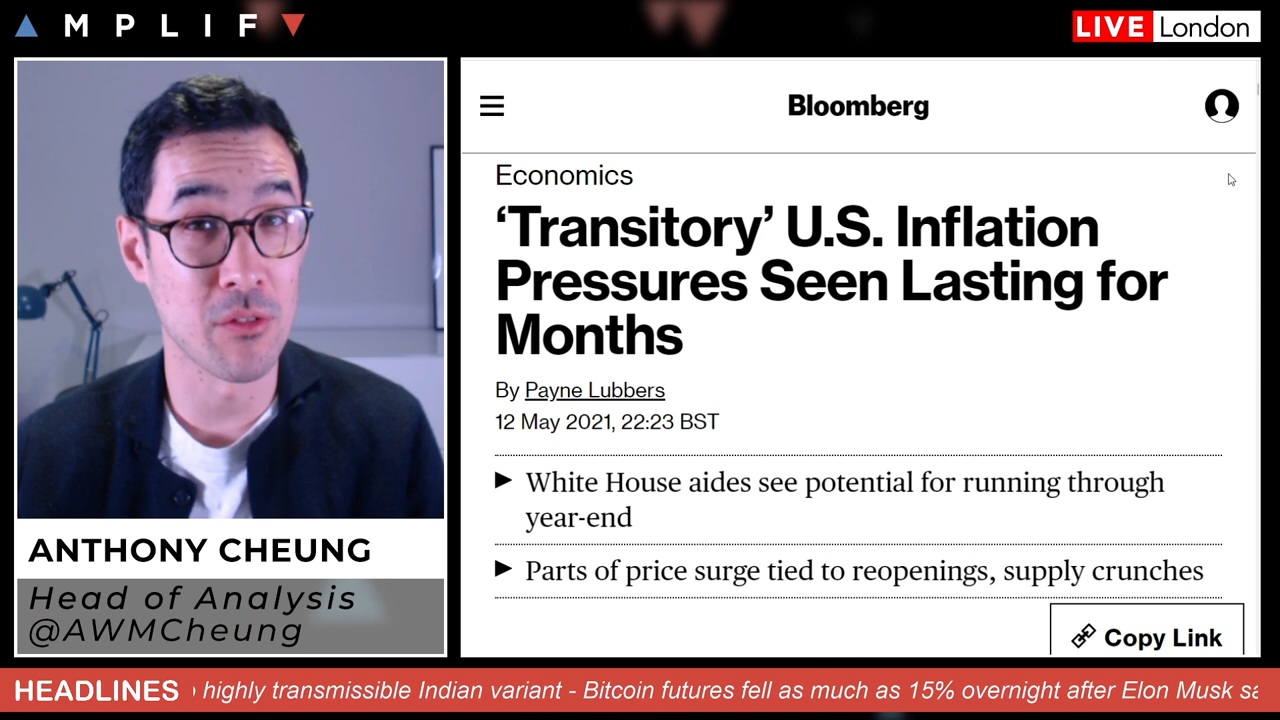 AMPLIFY
LIVE London
Bloomberg
Economics
‘Transitory’ U.S. Inflation
Pressures Seen Lasting for
Months
By Payne Lubbers
12 May 2021, 22:23 BST
White House aides see potential for running through
year-end
Parts of price surge tied to reopenings, supply crunches
Copy Link
ANTHONY CHEUNG
Head of Analysis
@AWMCheung
HEADLINES highly transmissible Indian variant - Bitcoin futures fell as much as 15% overnight after Elon Musk